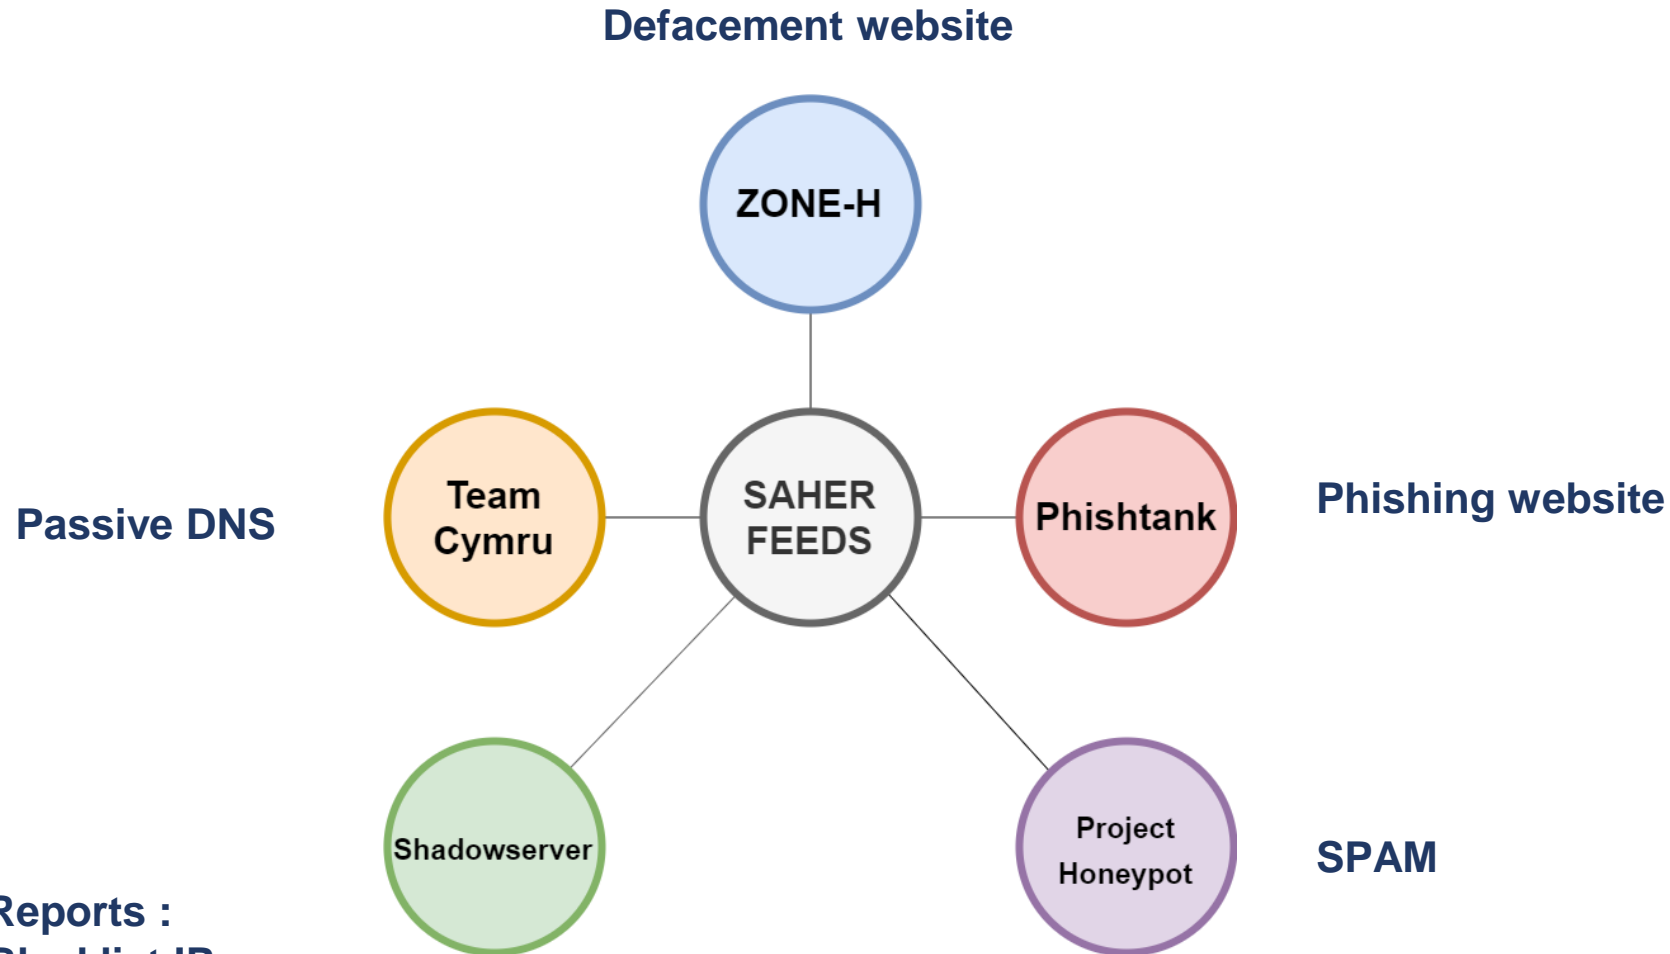 Defacement website
ZONE-H
Passive DNS
Team
Cymru
SAHER
FEEDS
Phishtank
Phishing website
Shadowserver
Project
Honeypot
SPAM
Reports :